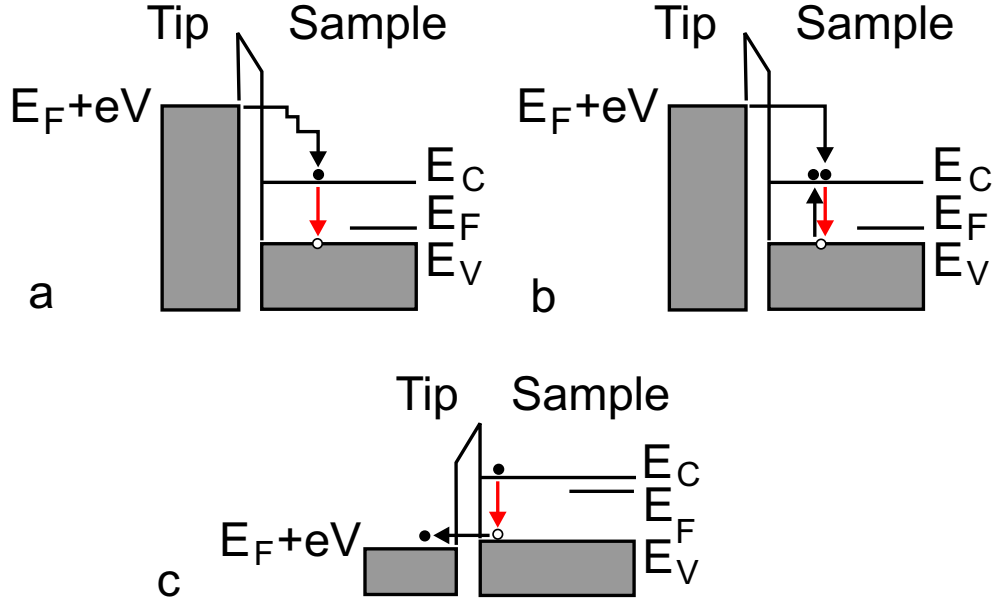 Tip Sample
E_F+eV
E_C
E_F
E_V
a
Tip Sample
E_F+eV
E_C
E_F
E_V
b
Tip Sample
E_C
E_F
E_F+eV
E_V
c